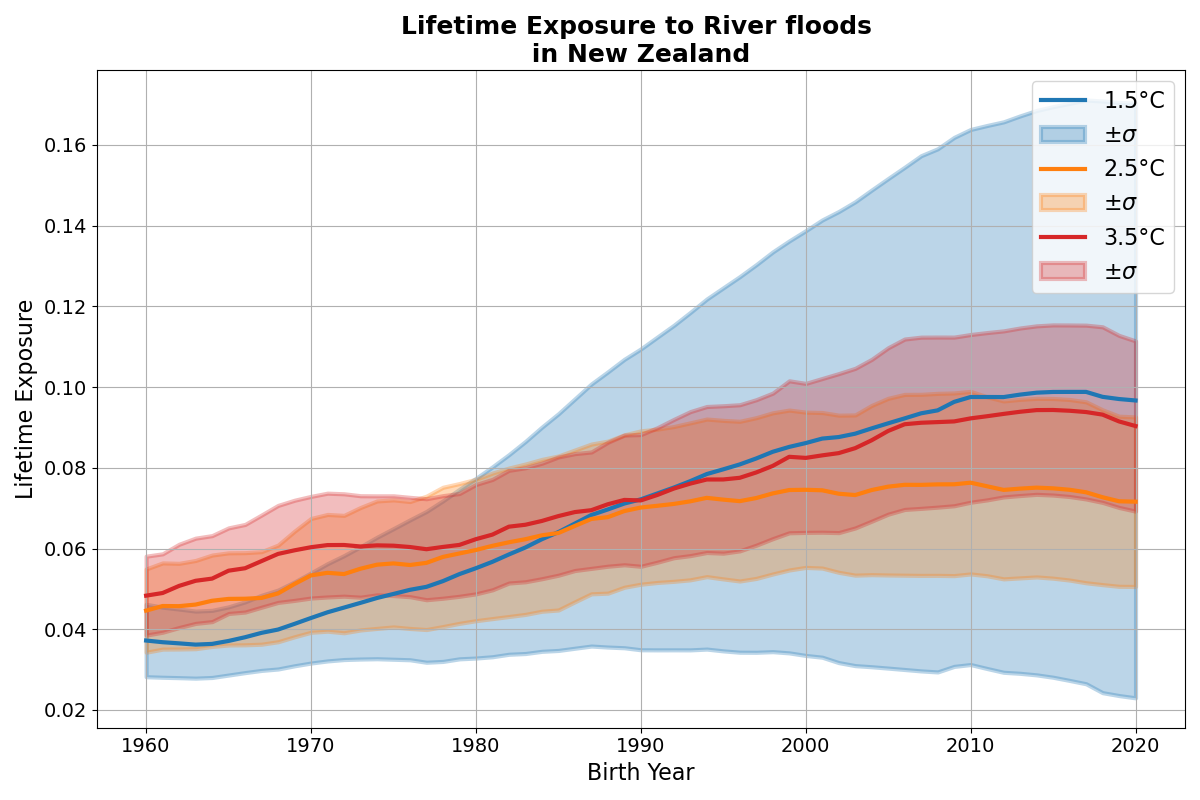 Lifetime Exposure to River floods
in New Zealand
1.5°C
±σ
2.5°C
±σ
3.5°C
±σ
0.16
0.14
0.12
0.10
0.08
0.06
0.04
0.02
Lifetime Exposure
1960 1970 1980 1990 2000 2010 2020
Birth Year